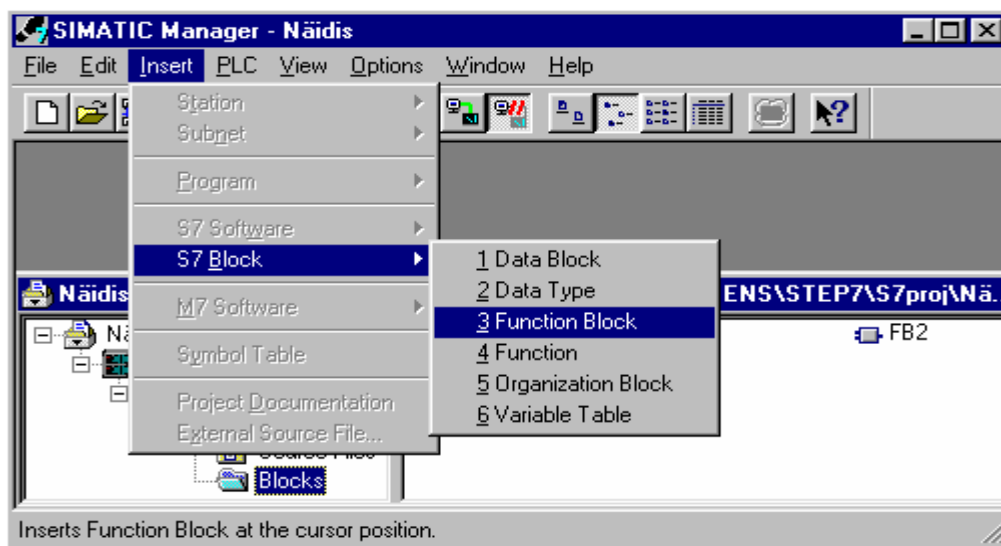 SIMATIC Manager - Näidis
File Edit Insert PLC View Options Window Help
Station
Subnet
Program
S7 Software
S7 Block
M7 Software
Symbol Table
Project Documentation
External Source File...
1 Data Block
2 Data Type
3 Function Block
4 Function
5 Organization Block
6 Variable Table
Näidis
ENS\STEP7\S7proj\Nä...
FB2
Blocks
Inserts Function Block at the cursor position.